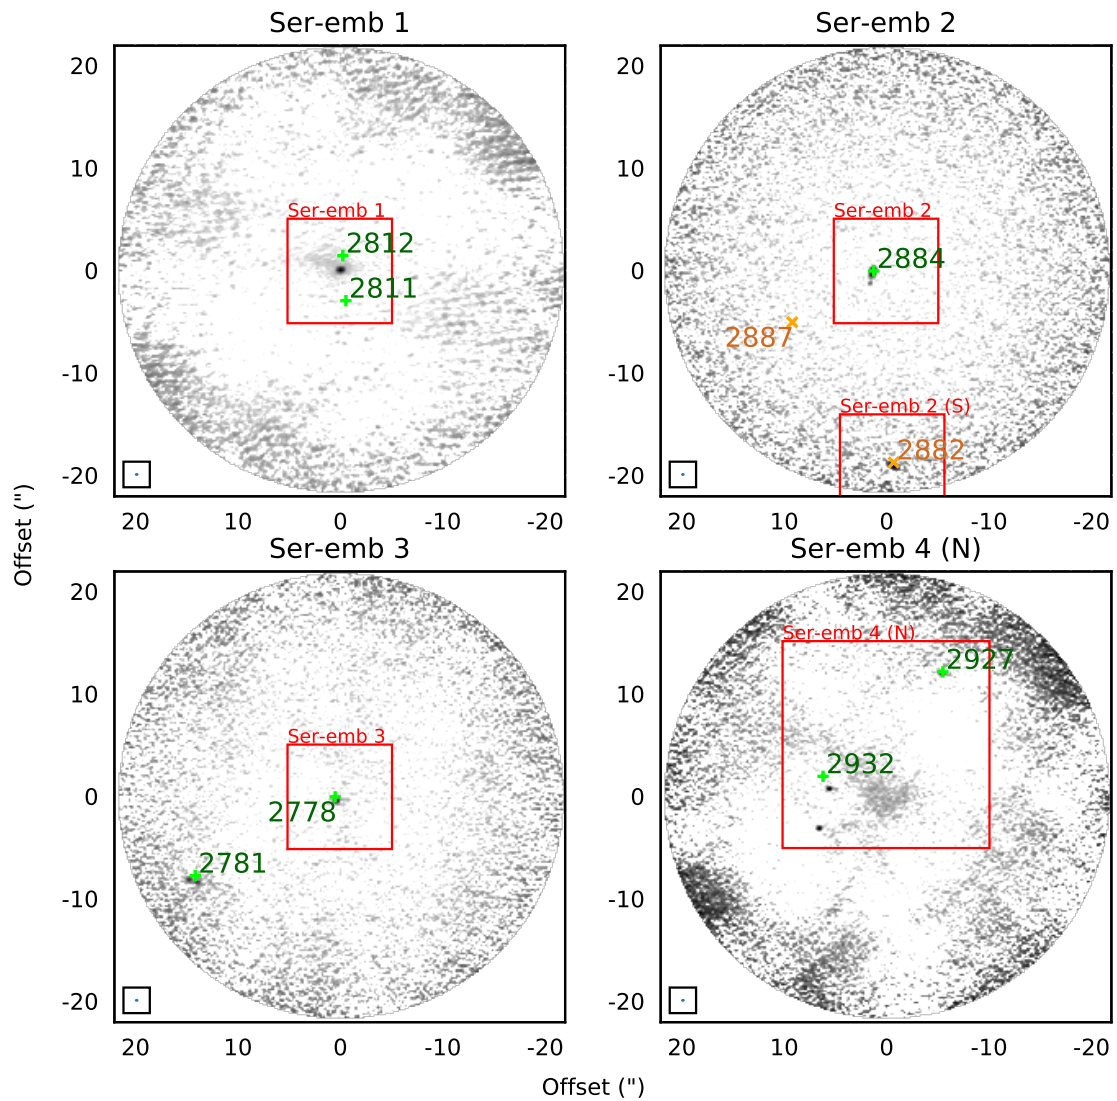 Ser-emb 1
20
10
0
-10
-20
Ser-emb 1
2812
2811
20 10 0 -10 -20
Ser-emb 2
20
10
0
-10
-20
Ser-emb 2
2884
2887
Ser-emb 2 (S)
2882
20 10 0 -10 -20
Ser-emb 3
20
10
0
-10
-20
Ser-emb 3
2778
2781
20 10 0 -10 -20
Ser-emb 4 (N)
20
10
0
-10
-20
Ser-emb 4 (N)
2927
2932
20 10 0 -10 -20
Offset (")
Offset (")